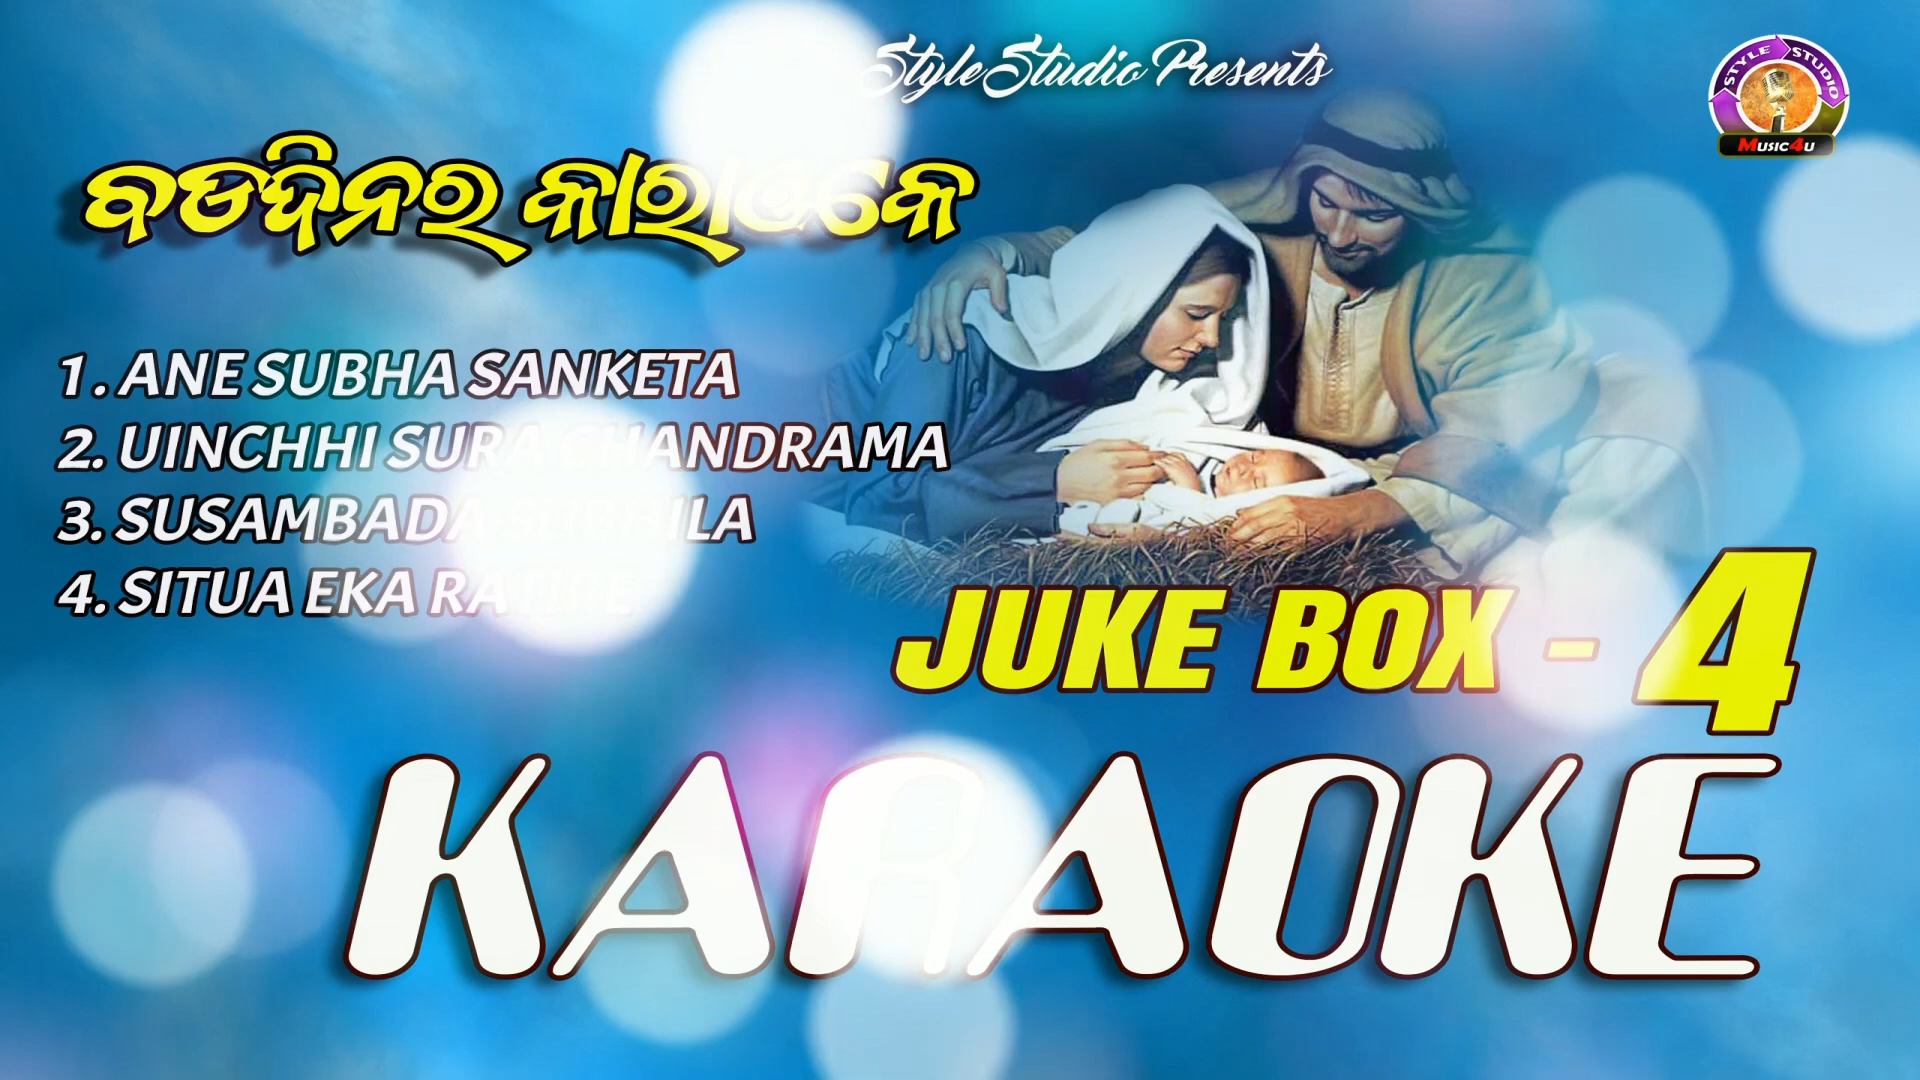 Style Studio Presents
STYLE STUDIO
Music4u
ବଡଦିନର କାରାଓକେ
1. ANE SUBHA SANKETA
2. UINCHHI SURA CHANDRAMA
3. SUSAMBADA
4. SITUA EKA
JUKE BOX - 4
KARAOKE